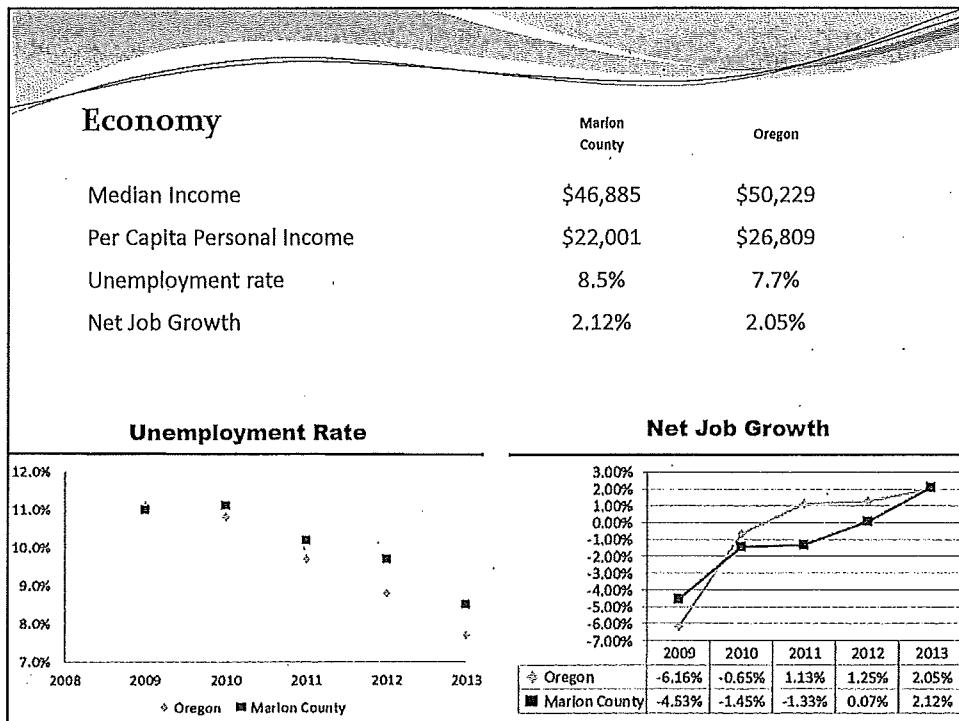 Economy
Marion County
Oregon
Median Income $46,885 $50,229
Per Capita Personal Income $22,001 $26,809
Unemployment rate 8.5% 7.7%
Net Job Growth 2.12% 2.05%
Unemployment Rate
12.0%
11.0%
10.0%
9.0%
8.0%
7.0%
2008 2009 2010 2011 2012 2013
Oregon Marion County
Net Job Growth
3.00%
2.00%
1.00%
0.00%
-1.00%
-2.00%
-3.00%
-4.00%
-5.00%
-6.00%
-7.00%
2009 2010 2011 2012 2013
Oregon -6.16% -0.65% 1.13% 1.25% 2.05%
Marion County -4.53% -1.45% -1.33% 0.07% 2.12%